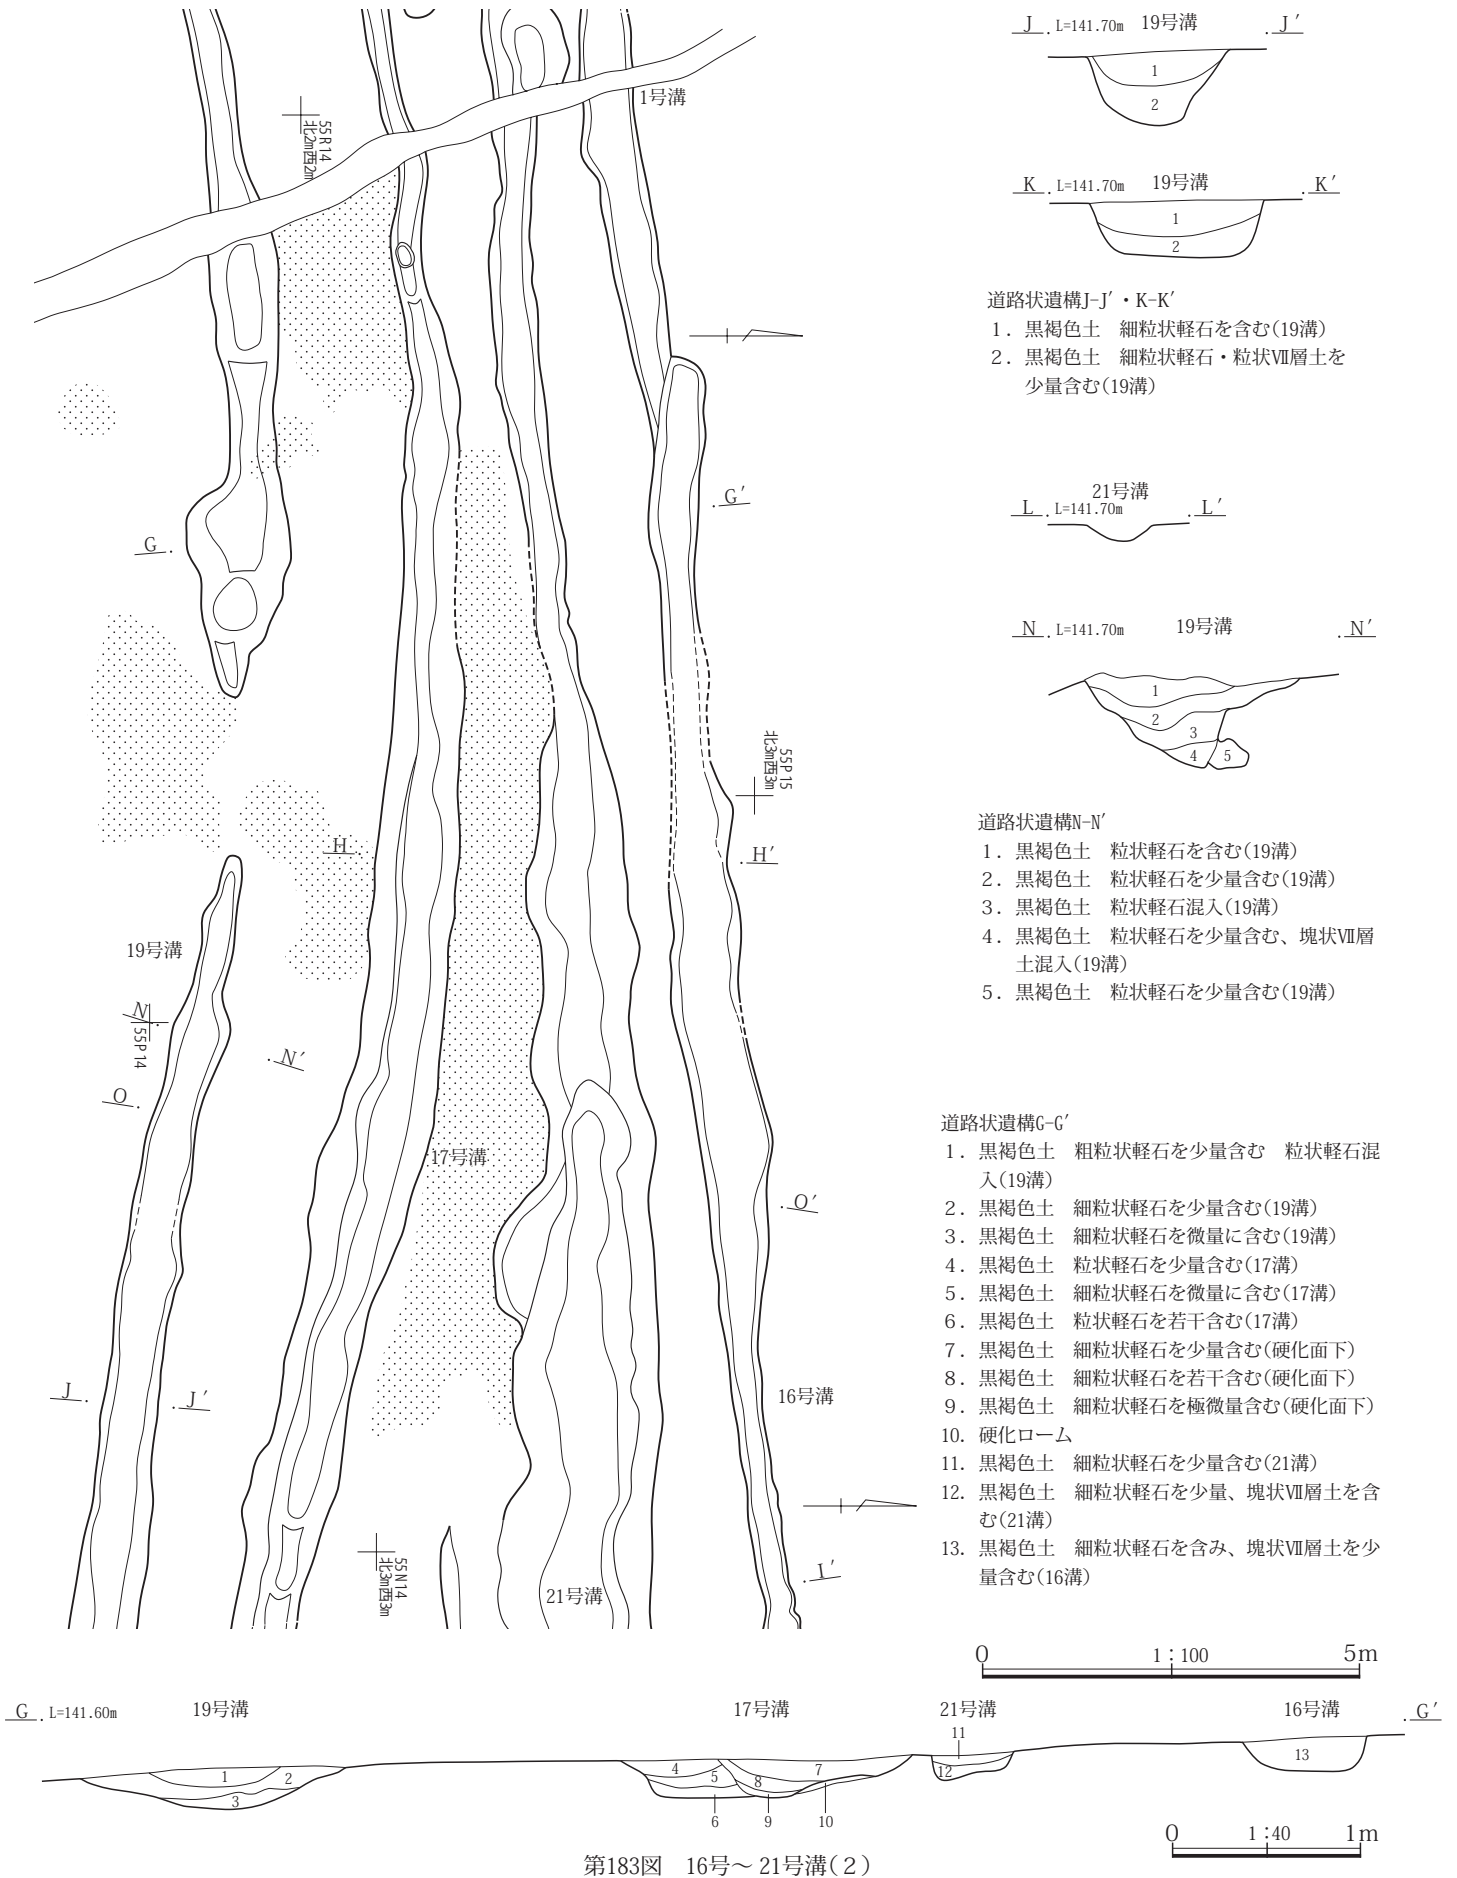 1号溝
55R14
北2m西2m
G
G′
55P15
北3m西3m
H
H′
19号溝
N
55P14
N′
O
17号溝
O′
J
J′
16号溝
55N14
北3m西3m
I′
21号溝
J L=141.70m 19号溝 J′
1
2
K L=141.70m 19号溝 K′
1
2
道路状遺構J-J′・K-K′
1．黒褐色土　細粒状軽石を含む(19溝)
2．黒褐色土　細粒状軽石・粒状Ⅶ層土を
少量含む(19溝)
21号溝
L L=141.70m L′
N L=141.70m 19号溝 N′
1
2
3
4 5
道路状遺構N-N′
1．黒褐色土　粒状軽石を含む(19溝)
2．黒褐色土　粒状軽石を少量含む(19溝)
3．黒褐色土　粒状軽石混入(19溝)
4．黒褐色土　粒状軽石を少量含む、塊状Ⅶ層
土混入(19溝)
5．黒褐色土　粒状軽石を少量含む(19溝)
道路状遺構G-G′
1．黒褐色土　粗粒状軽石を少量含む　粒状軽石混
入(19溝)
2．黒褐色土　細粒状軽石を少量含む(19溝)
3．黒褐色土　細粒状軽石を微量に含む(19溝)
4．黒褐色土　粒状軽石を少量含む(17溝)
5．黒褐色土　細粒状軽石を微量に含む(17溝)
6．黒褐色土　粒状軽石を若干含む(17溝)
7．黒褐色土　細粒状軽石を少量含む(硬化面下)
8．黒褐色土　細粒状軽石を若干含む(硬化面下)
9．黒褐色土　細粒状軽石を極微量含む(硬化面下)
10．硬化ローム
11．黒褐色土　細粒状軽石を少量含む(21溝)
12．黒褐色土　細粒状軽石を少量、塊状Ⅶ層土を含
む(21溝)
13．黒褐色土　細粒状軽石を含み、塊状Ⅶ層土を少
量含む(16溝)
0 1：100 5m
G L=141.60m 19号溝 17号溝 21号溝 16号溝 G′
11
1 2 3
4 5 7 8
12
13
6 9 10
0 1：40 1m
第183図　16号～21号溝(2)